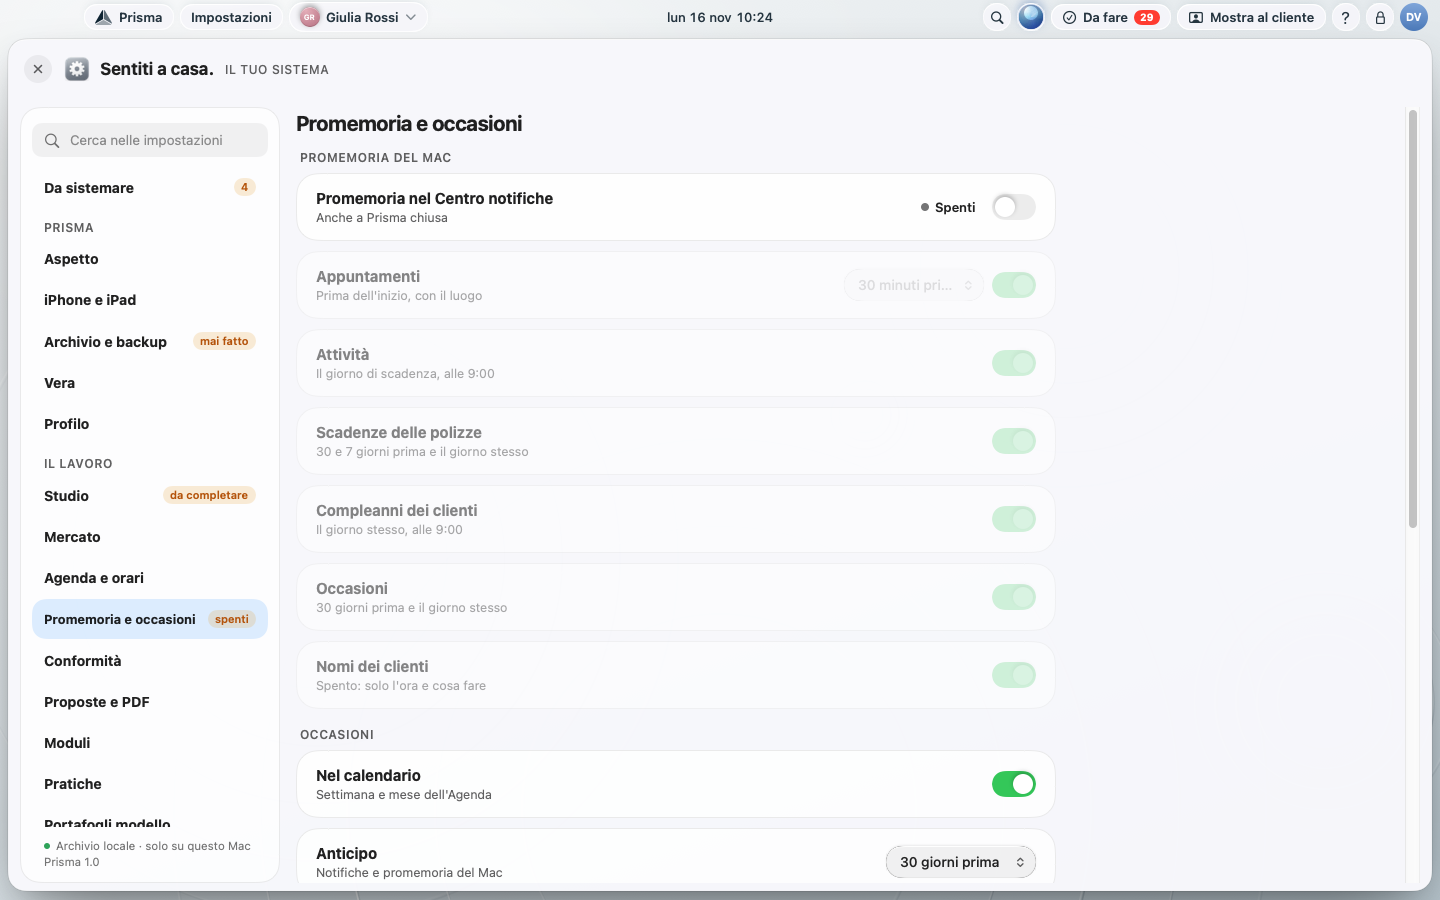 Prisma
Impostazioni
GR Giulia Rossi
lun 16 nov 10:24
Da fare 29
Mostra al cliente
?
DV
Sentiti a casa. IL TUO SISTEMA
Cerca nelle impostazioni
Da sistemare 4
PRISMA
Aspetto
iPhone e iPad
Archivio e backup mai fatto
Vera
Profilo
IL LAVORO
Studio da completare
Mercato
Agenda e orari
Promemoria e occasioni spenti
Conformità
Proposte e PDF
Moduli
Pratiche
Portafogli modello
Archivio locale · solo su questo Mac
Prisma 1.0
Promemoria e occasioni
PROMEMORIA DEL MAC
Promemoria nel Centro notifiche
Anche a Prisma chiusa
Spenti
Appuntamenti
Prima dell'inizio, con il luogo
30 minuti pri...
Attività
Il giorno di scadenza, alle 9:00
Scadenze delle polizze
30 e 7 giorni prima e il giorno stesso
Compleanni dei clienti
Il giorno stesso, alle 9:00
Occasioni
30 giorni prima e il giorno stesso
Nomi dei clienti
Spento: solo l'ora e cosa fare
OCCASIONI
Nel calendario
Settimana e mese dell'Agenda
Anticipo
Notifiche e promemoria del Mac
30 giorni prima